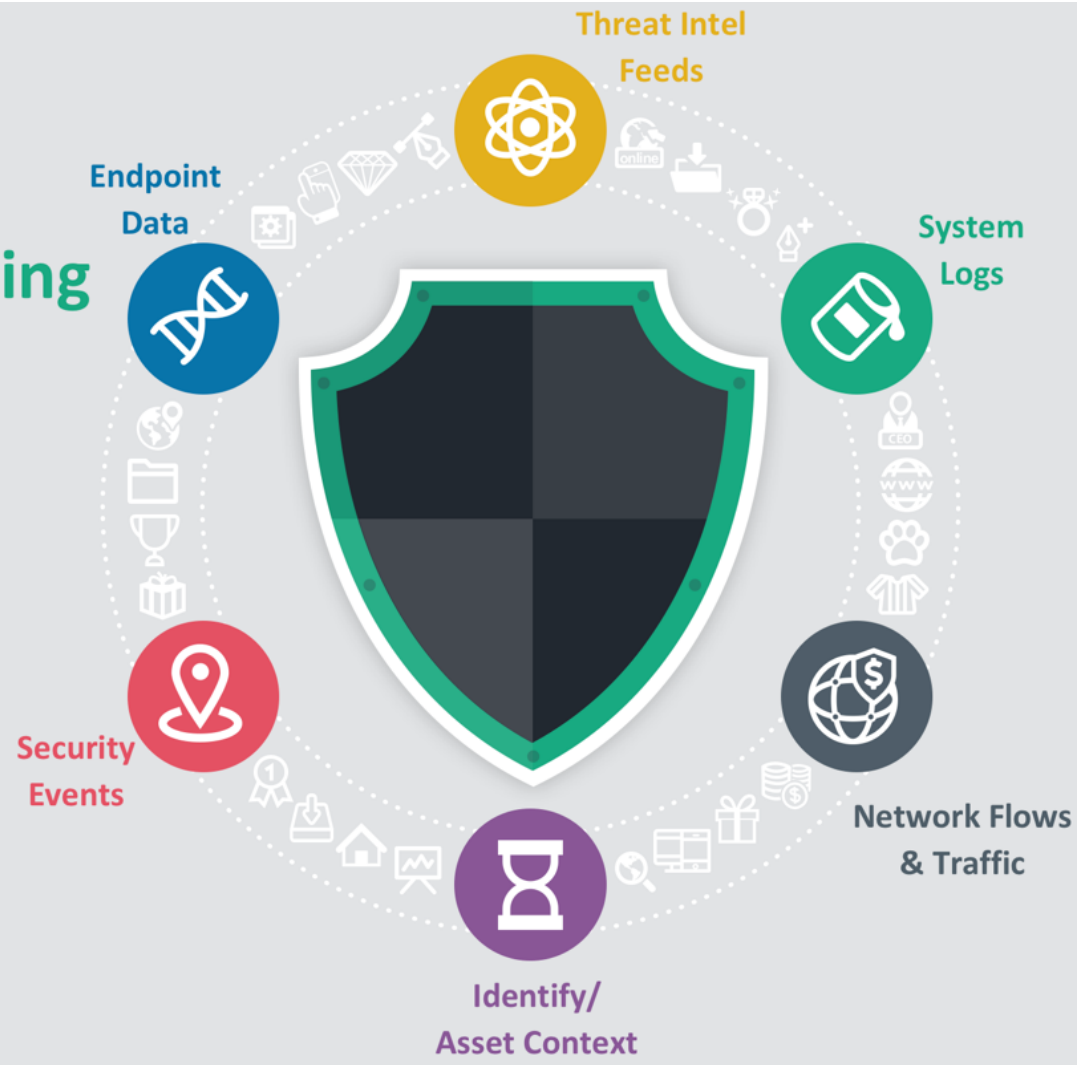 Threat Intel
Feeds
online
Endpoint
Data
System
Logs
ing
CEO
www
$
Security
Events
1
$
Network Flows
& Traffic
Identify/
Asset Context